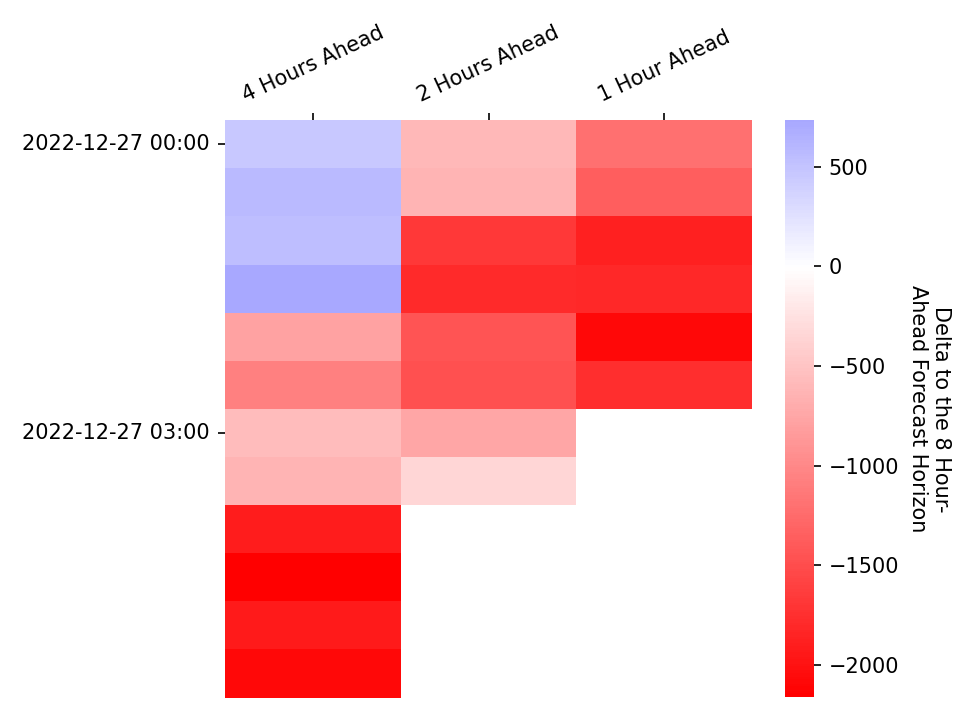 4 Hours Ahead
2 Hours Ahead
1 Hour Ahead
2022-12-27 00:00
2022-12-27 03:00
500
0
−500
−1000
−1500
−2000
Delta to the 8 Hour-
Ahead Forecast Horizon